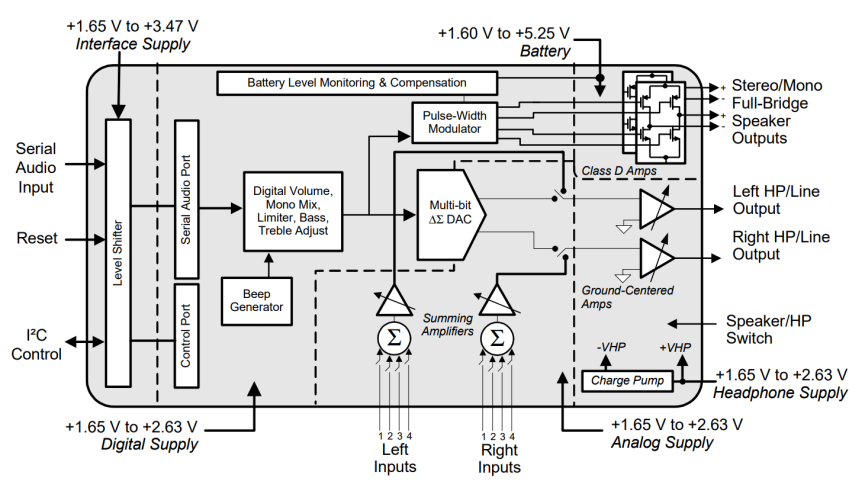 +1.65 V to +3.47 V
Interface Supply
+1.60 V to +5.25 V
Battery
Battery Level Monitoring & Compensation
Pulse-Width
Modulator
+
-
+
-
Stereo/Mono
Full-Bridge
Speaker
Outputs
Class D Amps
Serial
Audio
Input
Reset
I²C
Control
Level Shifter
Serial Audio Port
Control Port
Digital Volume,
Mono Mix,
Limiter, Bass,
Treble Adjust
Beep
Generator
Multi-bit
ΔΣ DAC
Left HP/Line
Output
Right HP/Line
Output
Ground-Centered
Amps
Summing
Amplifiers
Σ
Σ
Speaker/HP
Switch
-VHP
+VHP
Charge Pump
+1.65 V to +2.63 V
Headphone Supply
+1.65 V to +2.63 V
Digital Supply
1 2 3 4
Left
Inputs
1 2 3 4
Right
Inputs
+1.65 V to +2.63 V
Analog Supply